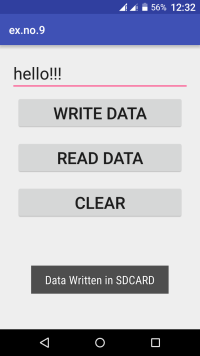 56% 12:32
ex.no.9
hello!!!
WRITE DATA
READ DATA
CLEAR
Data Written in SDCARD